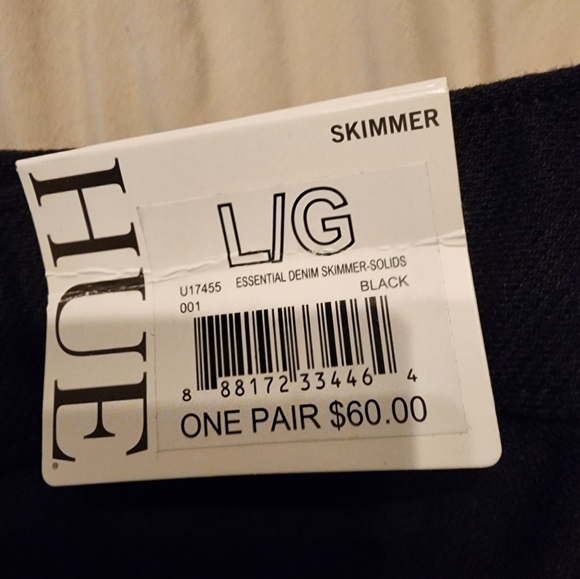 HUE
SKIMMER
L/G
U17455 ESSENTIAL DENIM SKIMMER-SOLIDS
001 BLACK
8 88172 33446 4
ONE PAIR $60.00